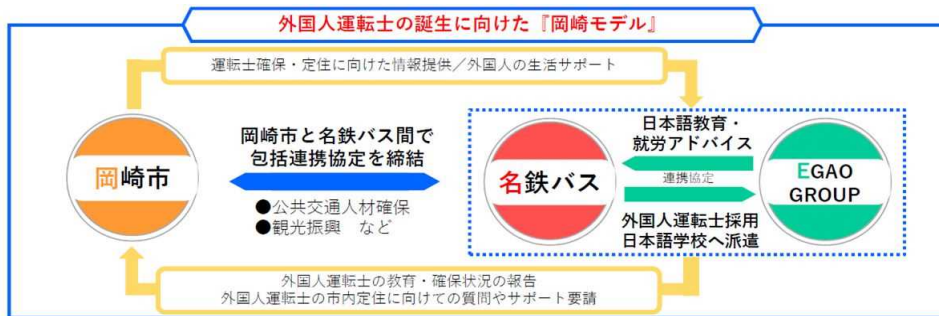 外国人運転士の誕生に向けた『岡崎モデル』
運転士確保・定住に向けた情報提供／外国人の生活サポート
岡崎市
岡崎市と名鉄バス間で
包括連携協定を締結
●公共交通人材確保
●観光振興　など
名鉄バス
日本語教育・
就労アドバイス
連携協定
外国人運転士採用
日本語学校へ派遣
EGAO
GROUP
外国人運転士の教育・確保状況の報告
外国人運転士の市内定住に向けての質問やサポート要請